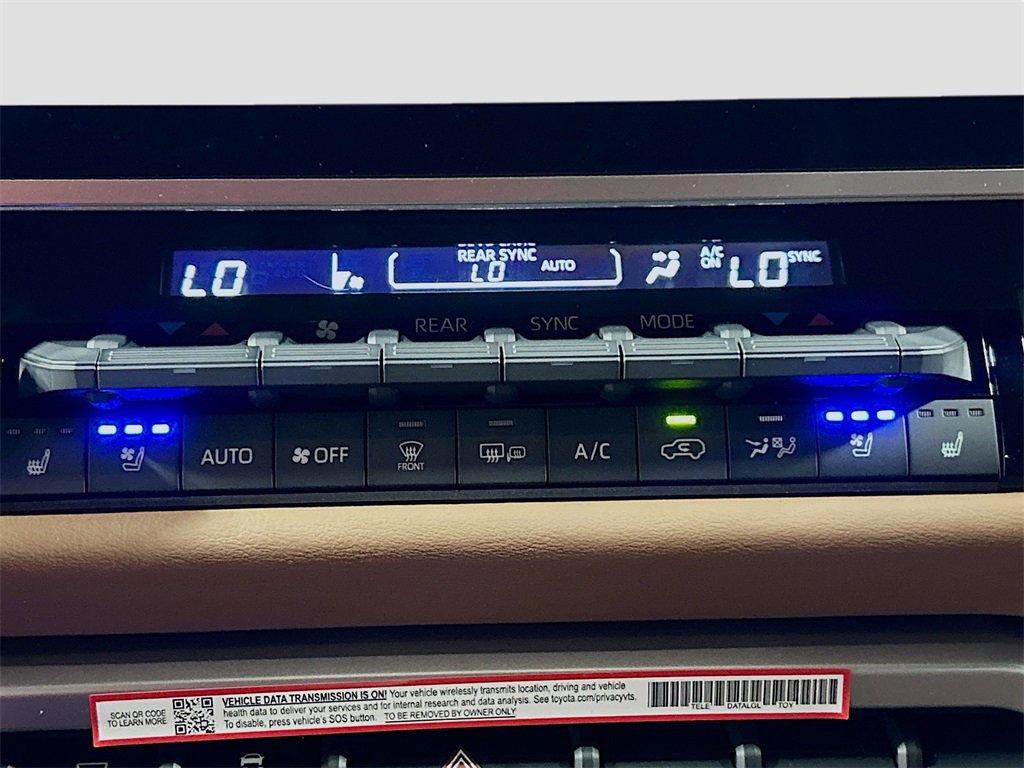 REAR SYNC
LO
LO AUTO
A/C
ON
LO
SYNC
REAR SYNC MODE
AUTO
OFF
FRONT
A/C
SCAN QR CODE
TO LEARN MORE
VEHICLE DATA TRANSMISSION IS ON! Your vehicle wirelessly transmits location, driving and vehicle
health data to deliver your services and for internal research and data analysis. See toyota.com/privacyvts.
To disable, press vehicle's SOS button. TO BE REMOVED BY OWNER ONLY
TELE DATALGL TOY